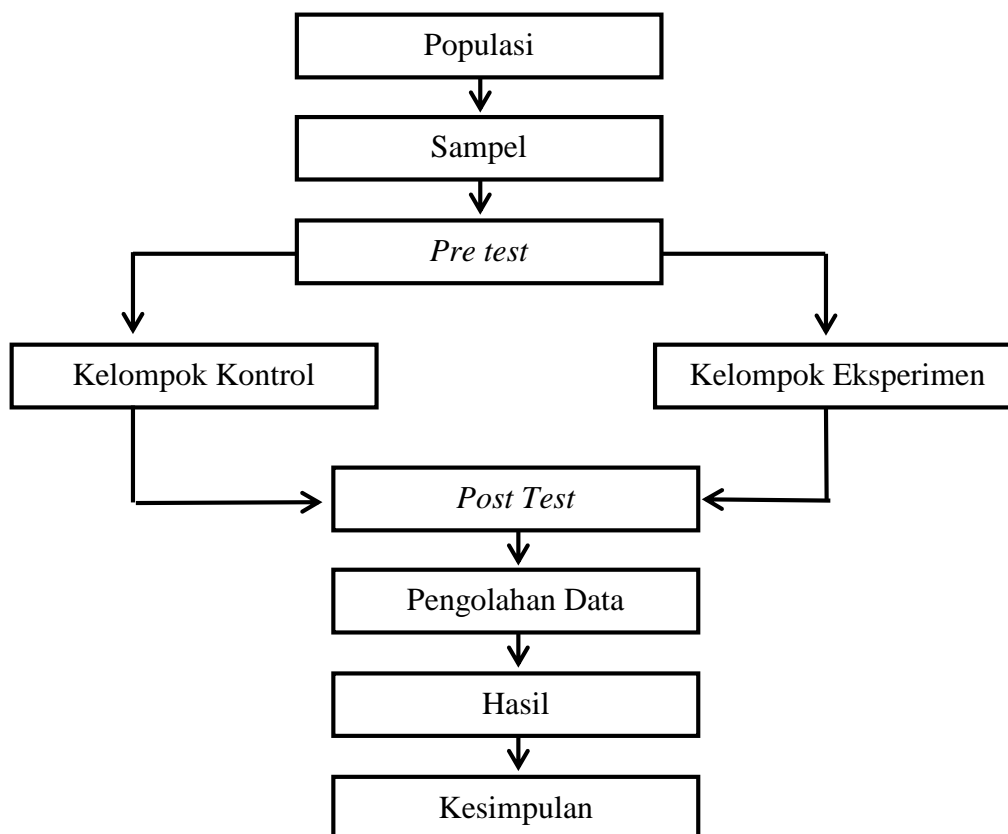 Populasi
Sampel
Pre test
Kelompok Kontrol
Kelompok Eksperimen
Post Test
Pengolahan Data
Hasil
Kesimpulan